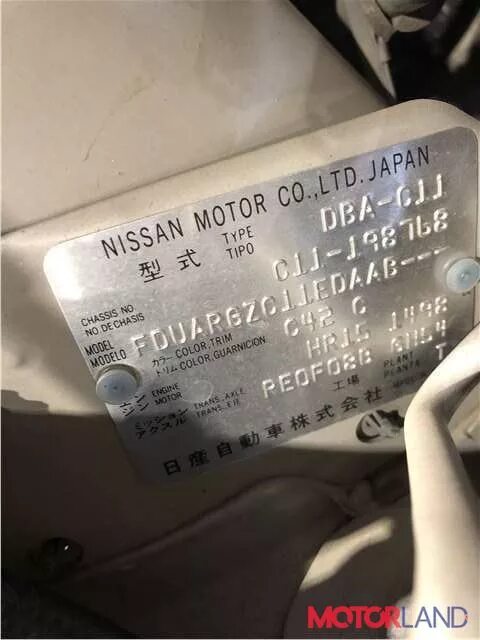 NISSAN MOTOR CO.,LTD. JAPAN
型式 TYPE TIPO DBA-C11
CHASSIS NO. NO DE CHASIS C11-198768
MODEL MODELO FDUARGZC11EDAAB---
カラー COLOR,TRIM トリム COLOR,GUARNICION C42 C
エンジン ENGINE MOTOR HR15 1498
ミッション アクスル TRANS.,AXLE TRANS.,EJE RE0F08B GN54
工場 PLANT PLANTA T
日産自動車株式会社
MOTORLAND